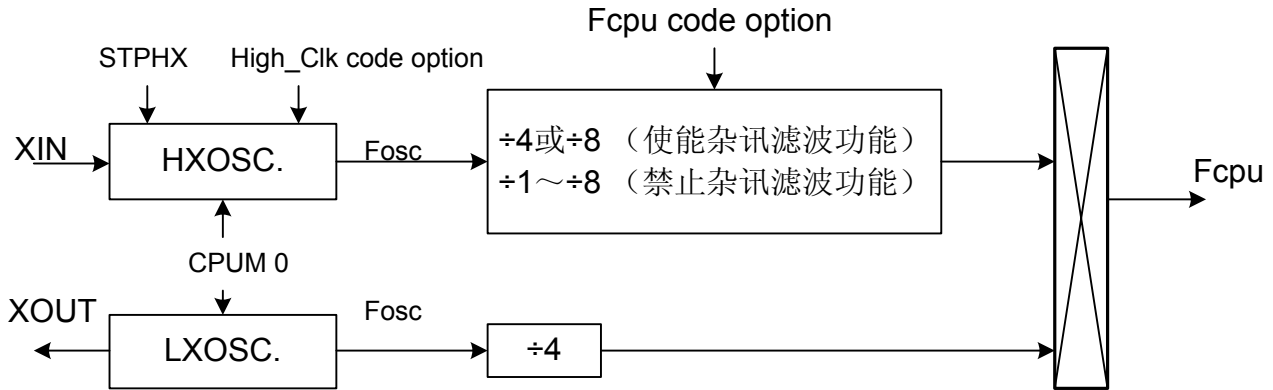 Fcpu code option
STPHX
High_Clk code option
XIN
HXOSC.
Fosc
÷4或÷8 （使能杂讯滤波功能）
÷1～÷8 （禁止杂讯滤波功能）
Fcpu
CPUM 0
XOUT
LXOSC.
Fosc
÷4